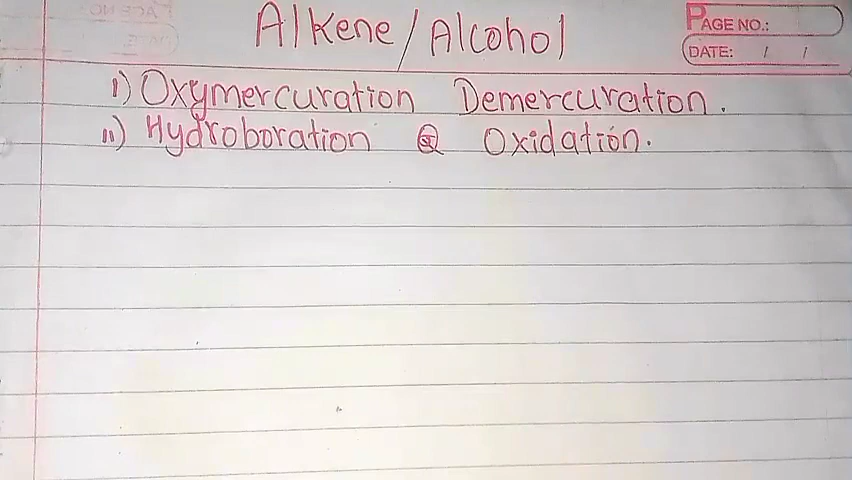 Alkene/Alcohol
PAGE NO.:
DATE: / /
i) Oxymercuration Demercuration.
ii) Hydroboration Oxidation.